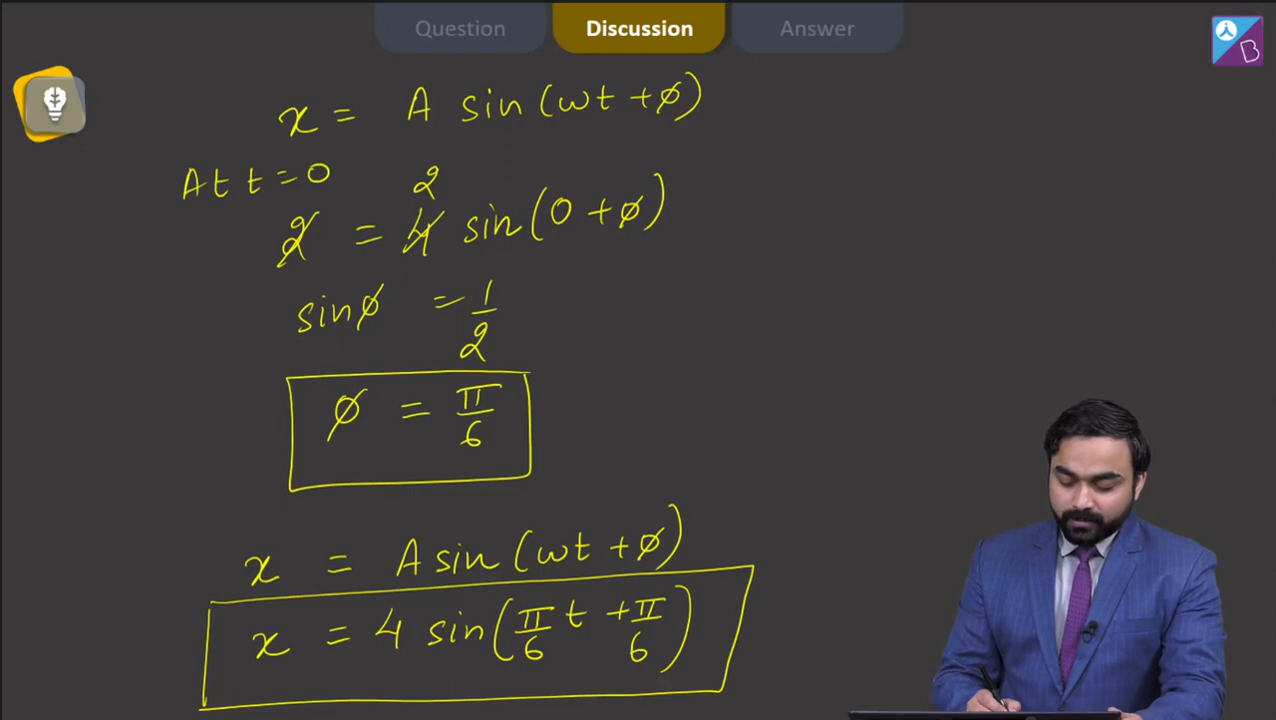 Question Discussion Answer
x = A sin(ωt + φ)
At t = 0
2
2 = 4 sin(0 + φ)
sinφ = 1/2
φ = π/6
x = A sin(ωt + φ)
x = 4 sin(π/6 t + π/6)
B